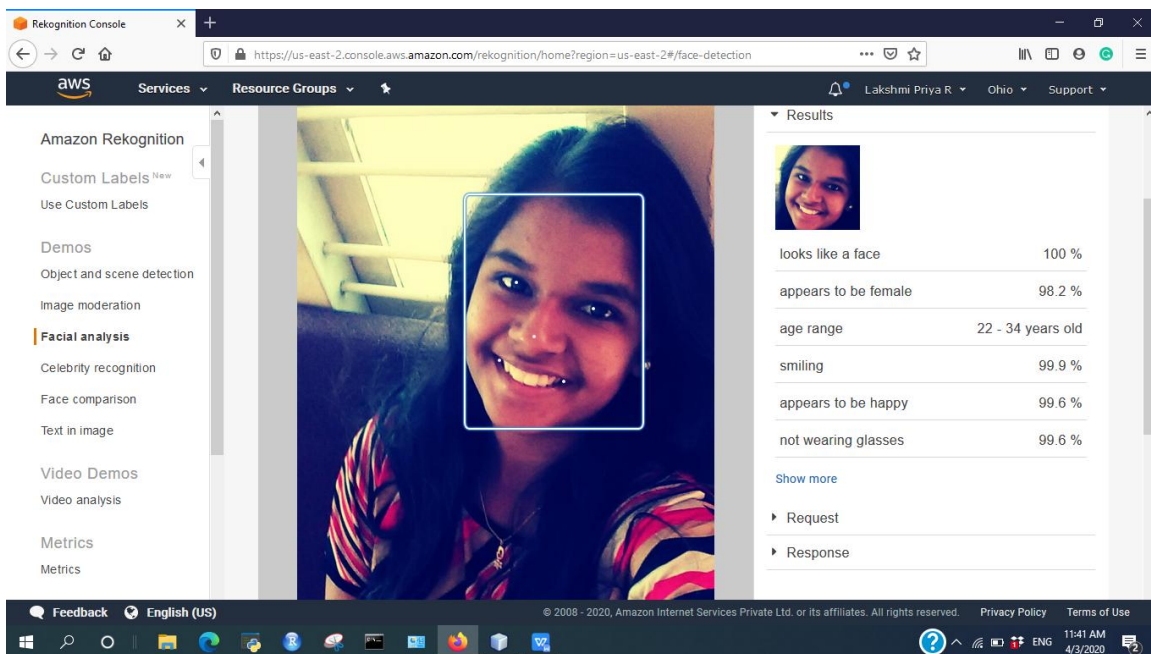 Rekognition Console
https://us-east-2.console.aws.amazon.com/rekognition/home?region=us-east-2#/face-detection
aws Services Resource Groups Lakshmi Priya R Ohio Support
Amazon Rekognition
Custom Labels New
Use Custom Labels
Demos
Object and scene detection
Image moderation
Facial analysis
Celebrity recognition
Face comparison
Text in image
Video Demos
Video analysis
Metrics
Metrics
Results
looks like a face 100 %
appears to be female 98.2 %
age range 22 - 34 years old
smiling 99.9 %
appears to be happy 99.6 %
not wearing glasses 99.6 %
Show more
Request
Response
Feedback English (US) © 2008 - 2020, Amazon Internet Services Private Ltd. or its affiliates. All rights reserved. Privacy Policy Terms of Use
ENG 11:41 AM
4/3/2020